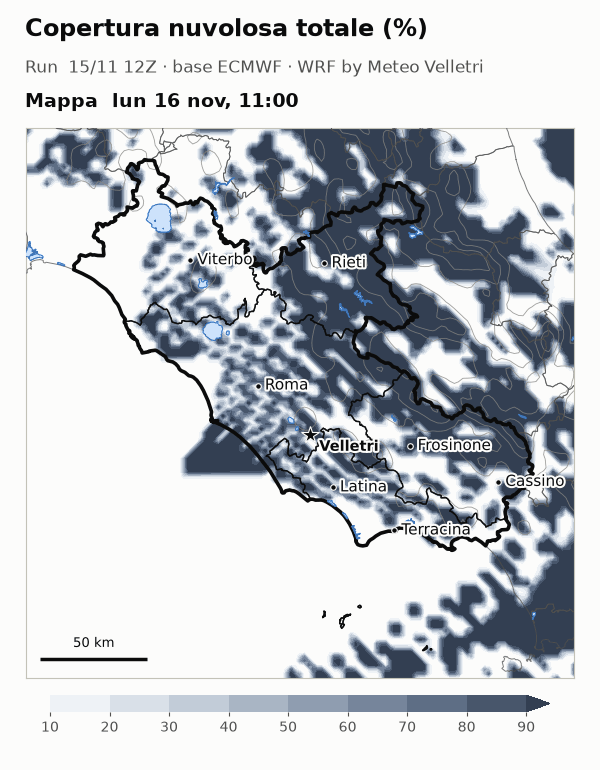 Copertura nuvolosa totale (%)
Run  15/11 12Z · base ECMWF · WRF by Meteo Velletri
Mappa  lun 16 nov, 11:00
Viterbo
Rieti
Roma
Velletri
Frosinone
Latina
Cassino
Terracina
50 km
10 20 30 40 50 60 70 80 90